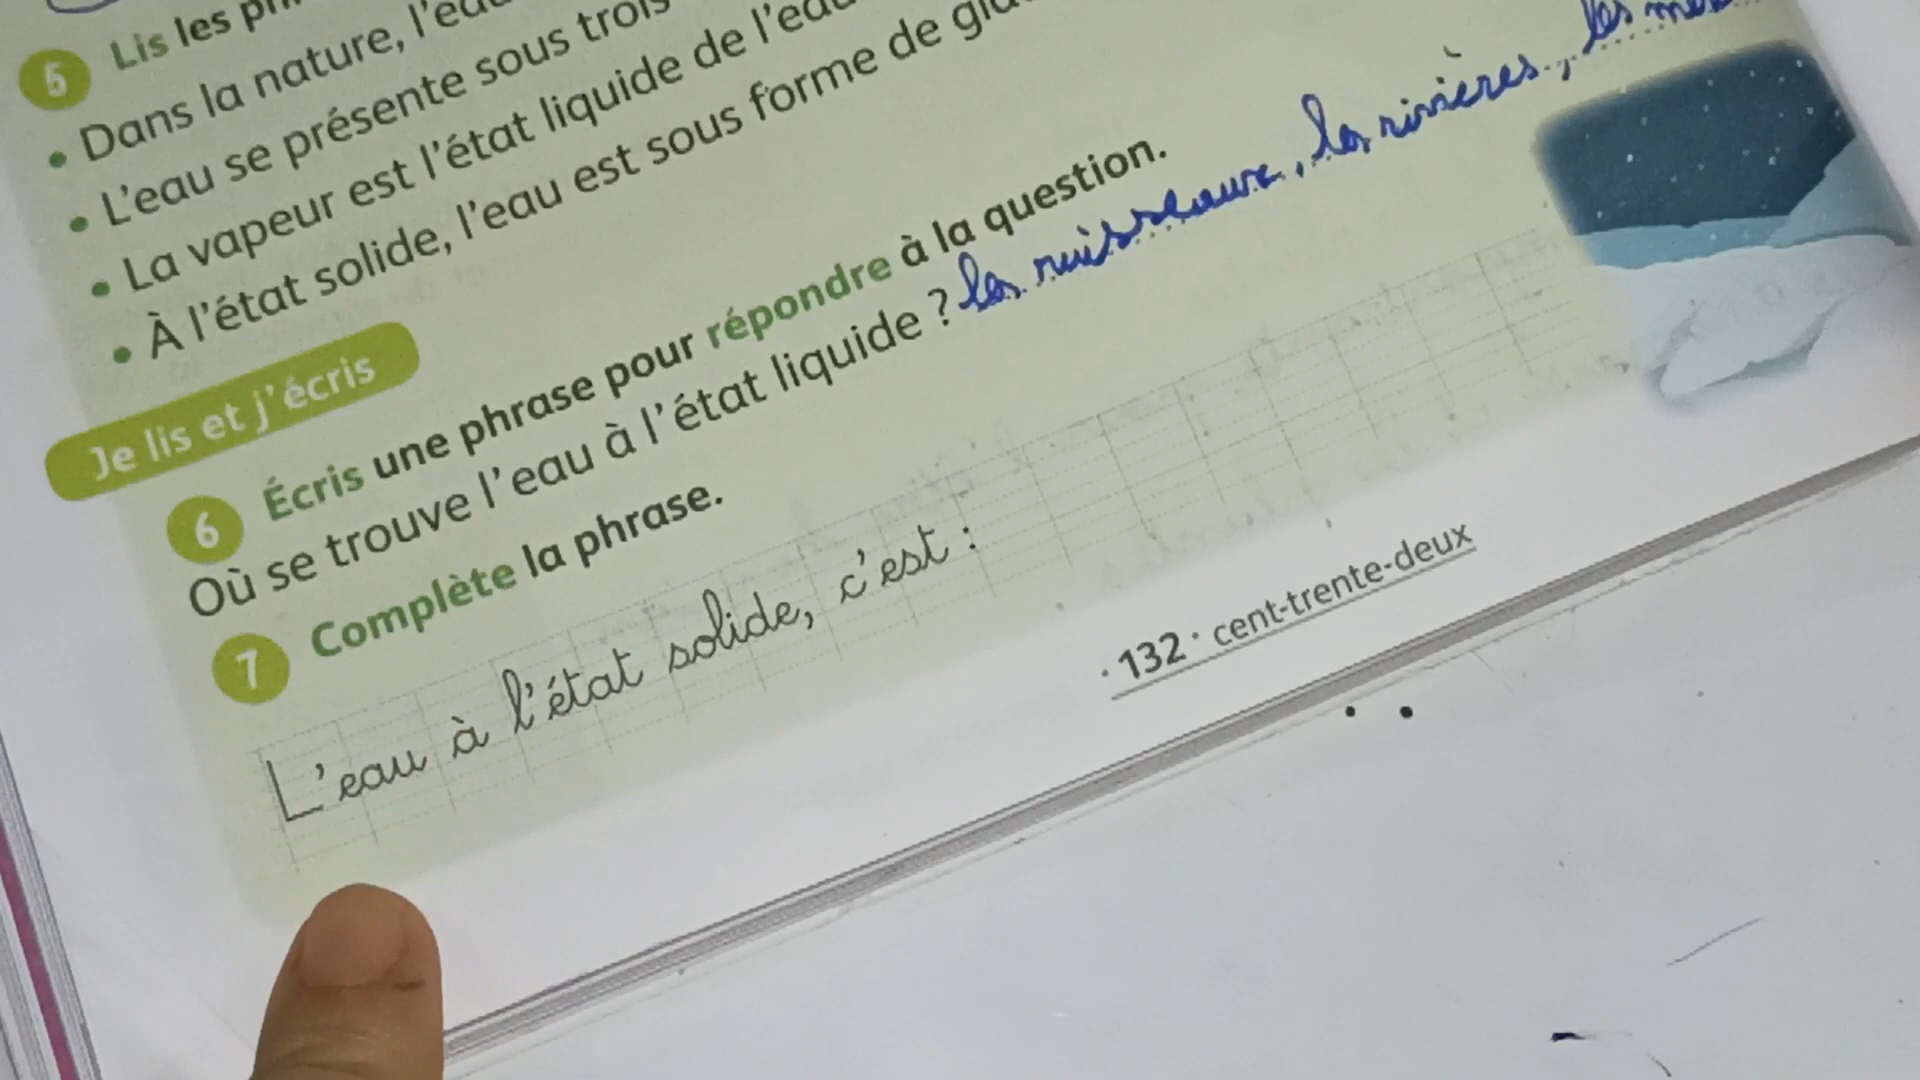 5 Lis les
• Dans la nature,
• L'eau se présente sous trois
• La vapeur est l'état liquide de l'eau
• À l'état solide, l'eau est sous forme de
Je lis et j'écris
6 Écris une phrase pour répondre à la question.
Où se trouve l'eau à l'état liquide ? les ruisseaux, les rivières, les
7 Complète la phrase.
L'eau à l'état solide, c'est :
· 132 · cent-trente-deux